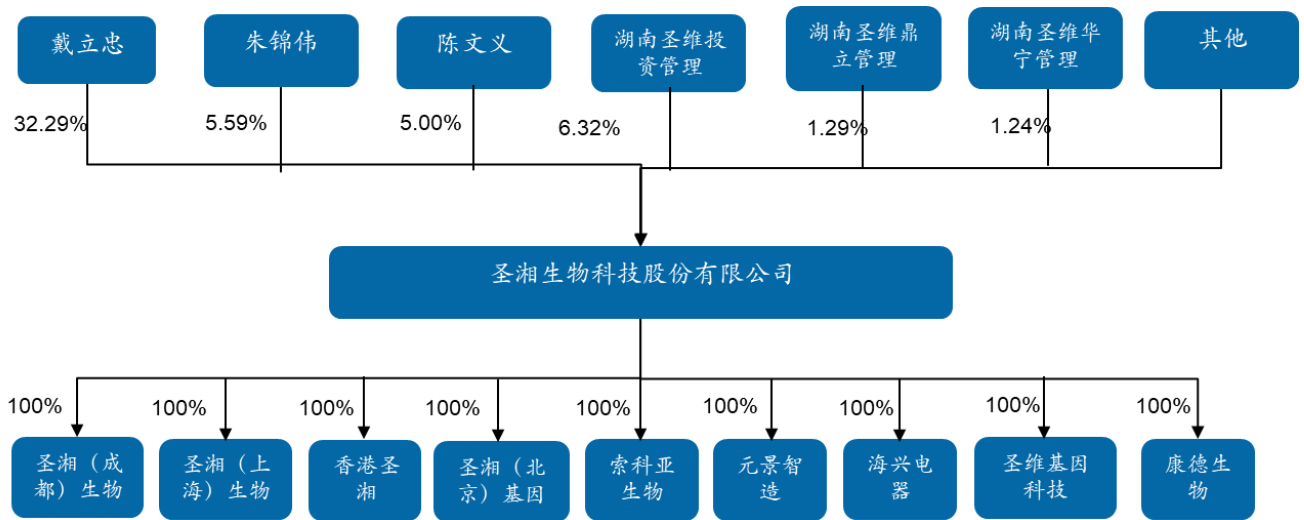 戴立忠
朱锦伟
陈文义
湖南圣维投
资管理
湖南圣维鼎
立管理
湖南圣维华
宁管理
其他
32.29%
5.59%
5.00%
6.32%
1.29%
1.24%
圣湘生物科技股份有限公司
100%
100%
100%
100%
100%
100%
100%
100%
100%
圣湘（成
都）生物
圣湘（上
海）生物
香港圣
湘
圣湘（北
京）基因
索科亚
生物
元景智
造
海兴电
器
圣维基因
科技
康德生
物